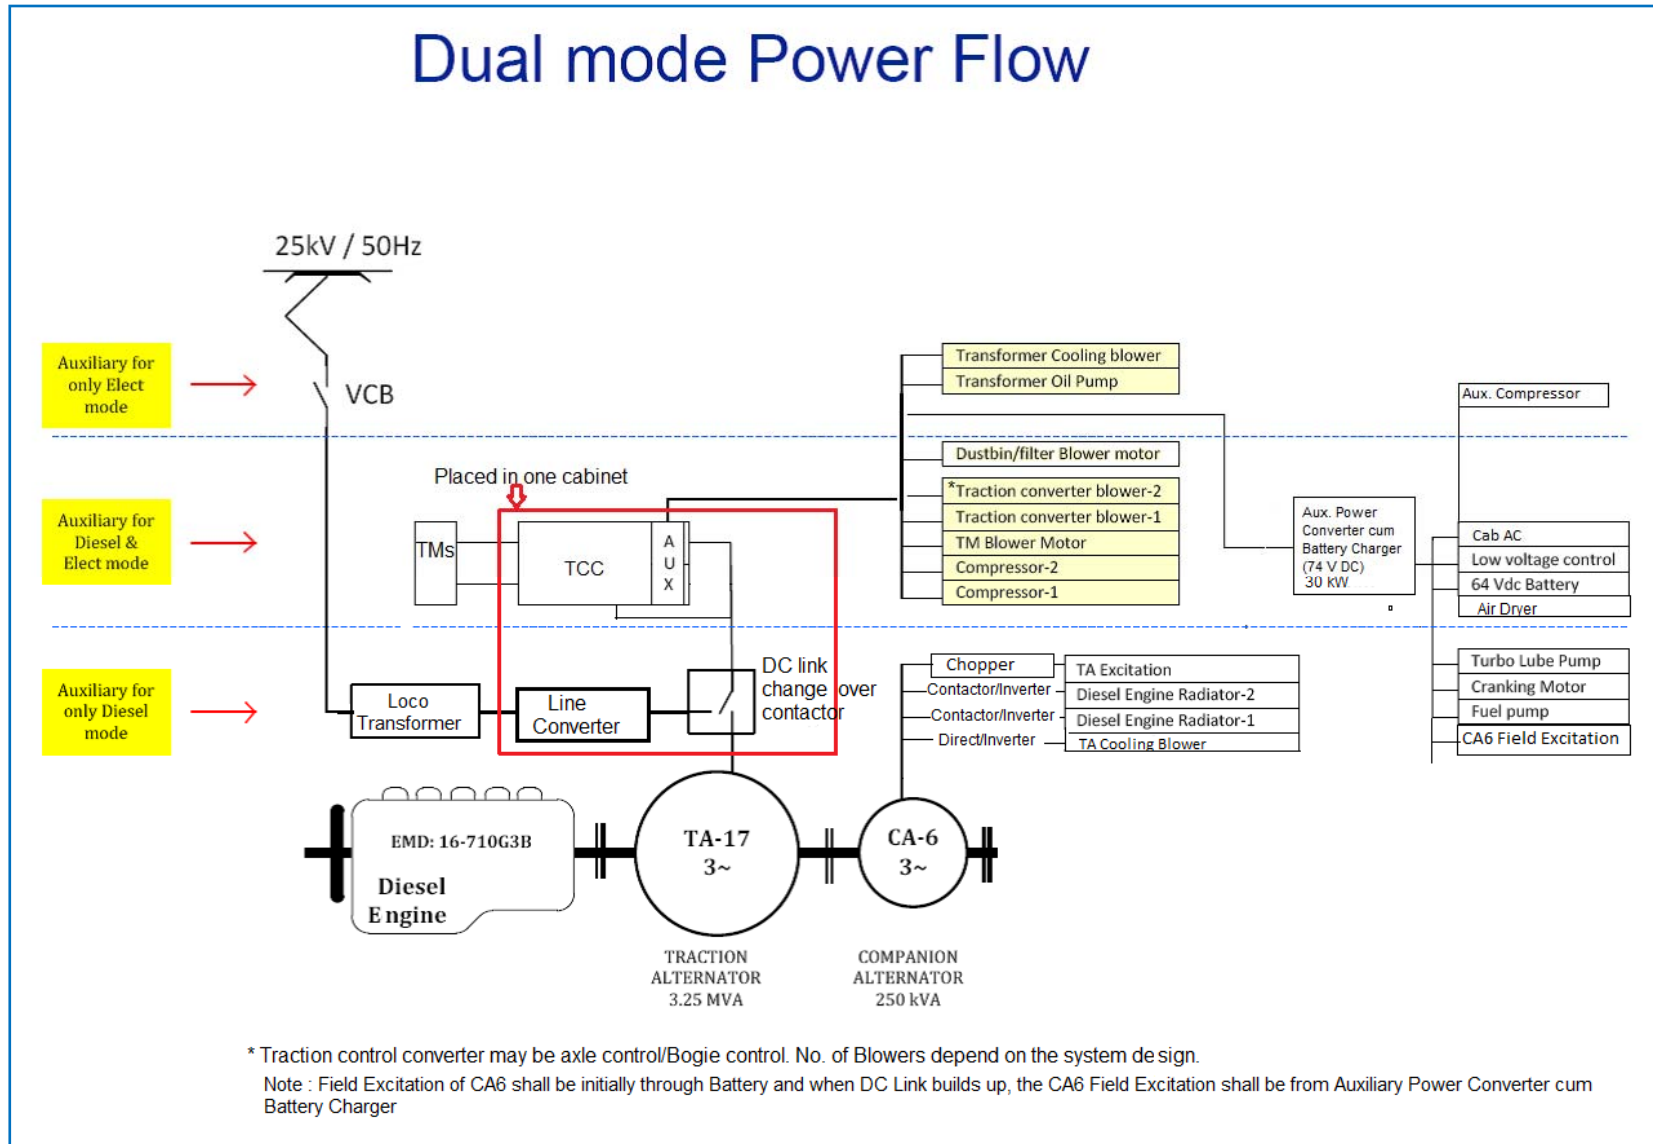 Dual mode Power Flow
25kV / 50Hz
Auxiliary for
only Elect
mode
VCB
Transformer Cooling blower
Transformer Oil Pump
Aux. Compressor
Dustbin/filter Blower motor
Placed in one cabinet
*Traction converter blower-2
Traction converter blower-1
TM Blower Motor
Compressor-2
Compressor-1
Auxiliary for
Diesel &
Elect mode
TMs
TCC
A
U
X
Aux. Power
Converter cum
Battery Charger
(74 V DC)
30 kW
Cab AC
Low voltage control
64 Vdc Battery
Air Dryer
Auxiliary for
only Diesel
mode
Loco
Transformer
Line
Converter
DC link
change over
contactor
Chopper
TA Excitation
Contactor/Inverter
Diesel Engine Radiator-2
Contactor/Inverter
Diesel Engine Radiator-1
Direct/Inverter
TA Cooling Blower
Turbo Lube Pump
Cranking Motor
Fuel pump
CA6 Field Excitation
EMD: 16-710G3B
Diesel
Engine
TA-17
3~
CA-6
3~
TRACTION
ALTERNATOR
3.25 MVA
COMPANION
ALTERNATOR
250 kVA
* Traction control converter may be axle control/Bogie control. No. of Blowers depend on the system design.
Note : Field Excitation of CA6 shall be initially through Battery and when DC Link builds up, the CA6 Field Excitation shall be from Auxiliary Power Converter cum
Battery Charger